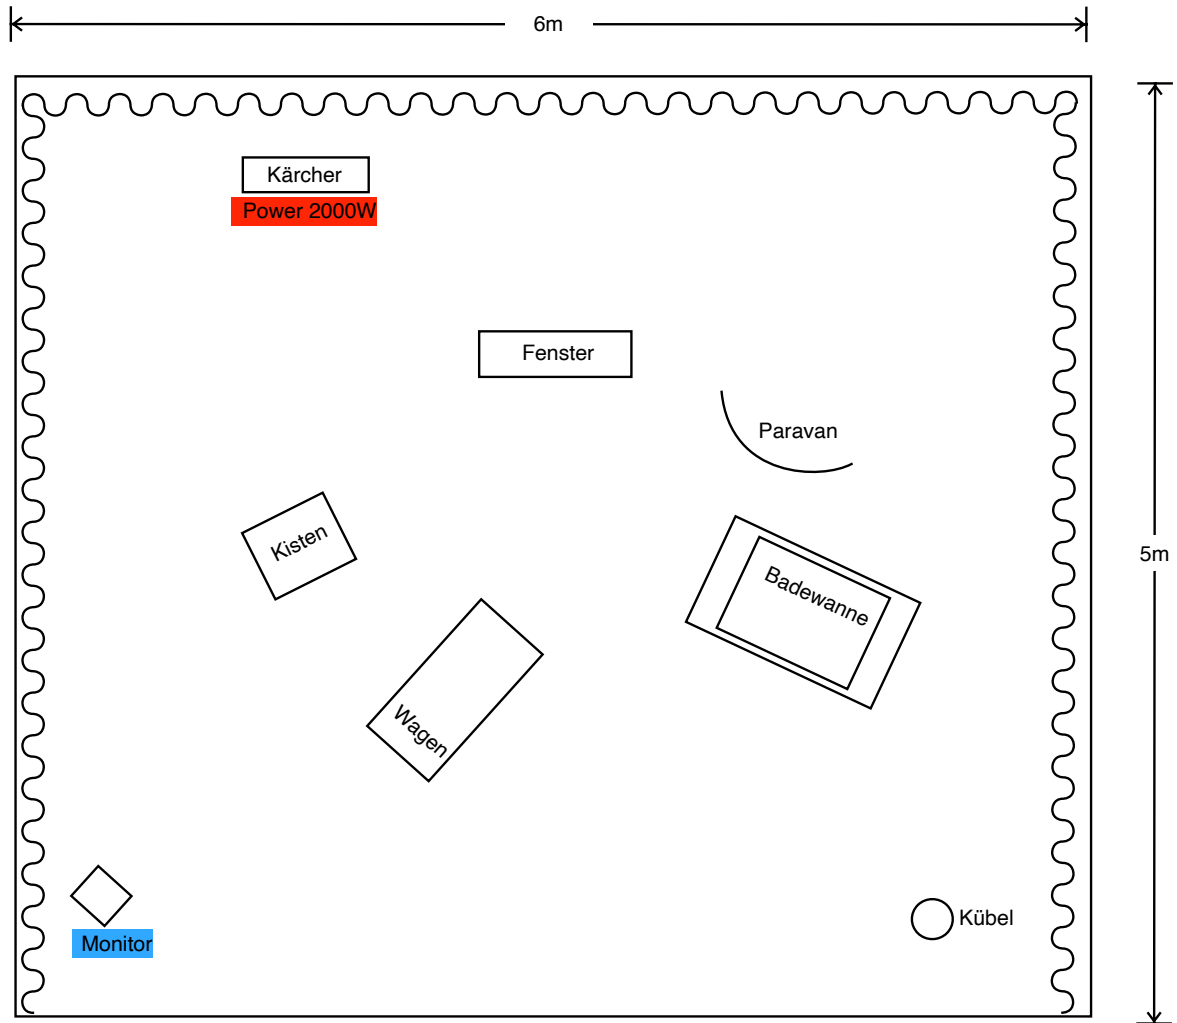 6m
Kärcher
Power 2000W
Fenster
Paravan
Kisten
Badewanne
5m
Wagen
Monitor
Kübel